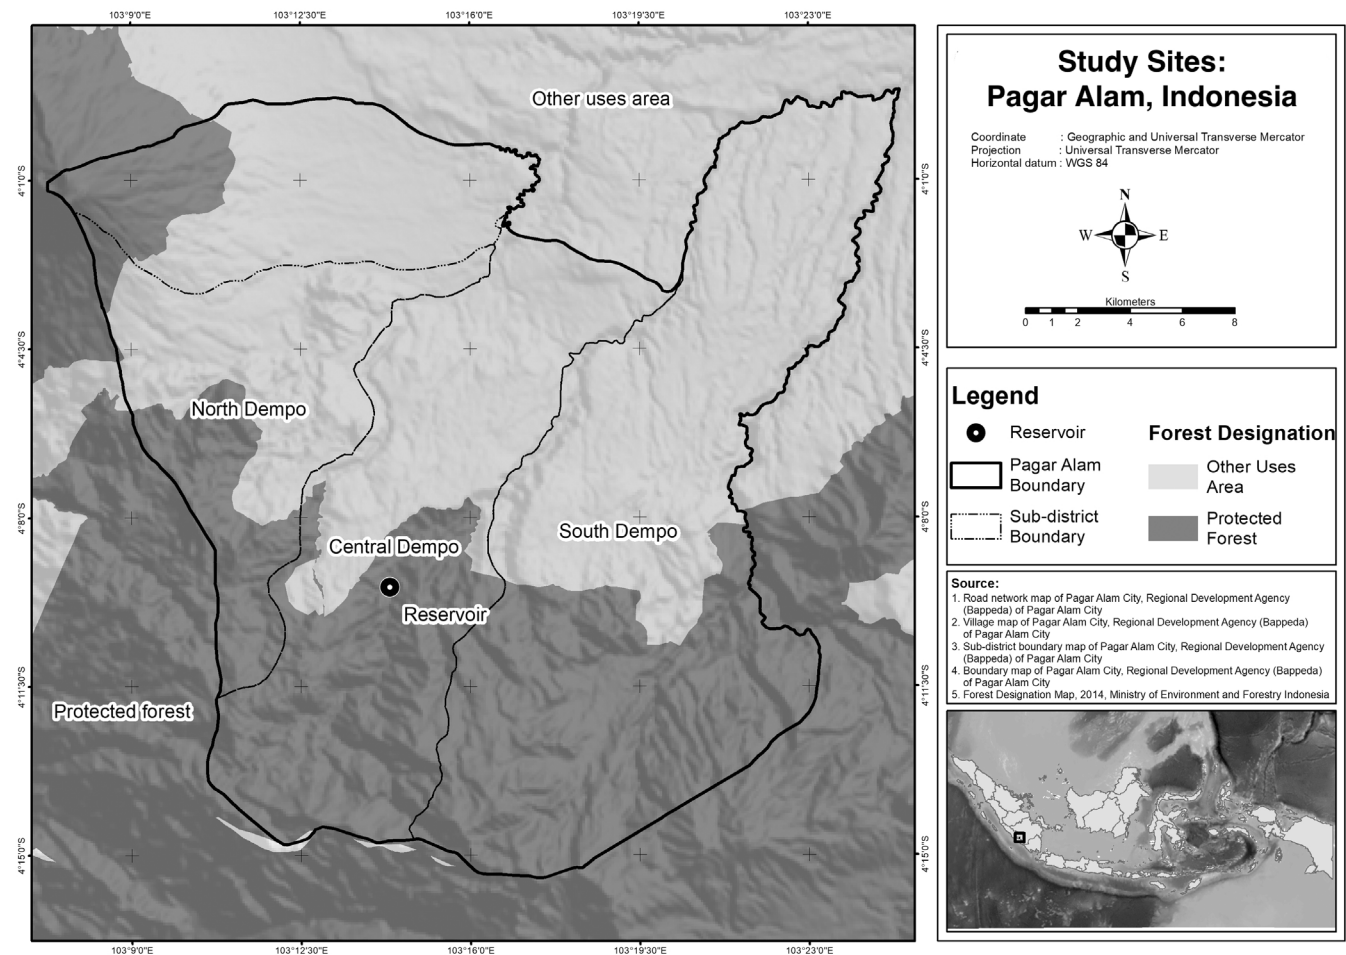 103°9'0"E
103°12'30"E
103°16'0"E
103°19'30"E
103°23'0"E
4°1'0"S
4°4'30"S
4°8'0"S
4°11'30"S
4°15'0"S
Other uses area
North Dempo
Central Dempo
South Dempo
Reservoir
Protected forest
4°1'0"S
4°4'30"S
4°8'0"S
4°11'30"S
4°15'0"S
103°9'0"E
103°12'30"E
103°16'0"E
103°19'30"E
103°23'0"E
Study Sites:
Pagar Alam, Indonesia
Coordinate : Geographic and Universal Transverse Mercator
Projection : Universal Transverse Mercator
Horizontal datum : WGS 84
N
W E
S
Kilometers
0 1 2 4 6 8
Legend
Reservoir
Pagar Alam
Boundary
Sub-district
Boundary
Forest Designation
Other Uses
Area
Protected
Forest
Source:
1. Road network map of Pagar Alam City, Regional Development Agency
(Bappeda) of Pagar Alam City
2. Village map of Pagar Alam City, Regional Development Agency (Bappeda)
of Pagar Alam City
3. Sub-district boundary map of Pagar Alam City, Regional Development Agency
(Bappeda) of Pagar Alam City
4. Boundary map of Pagar Alam City, Regional Development Agency (Bappeda)
of Pagar Alam City
5. Forest Designation Map, 2014, Ministry of Environment and Forestry Indonesia